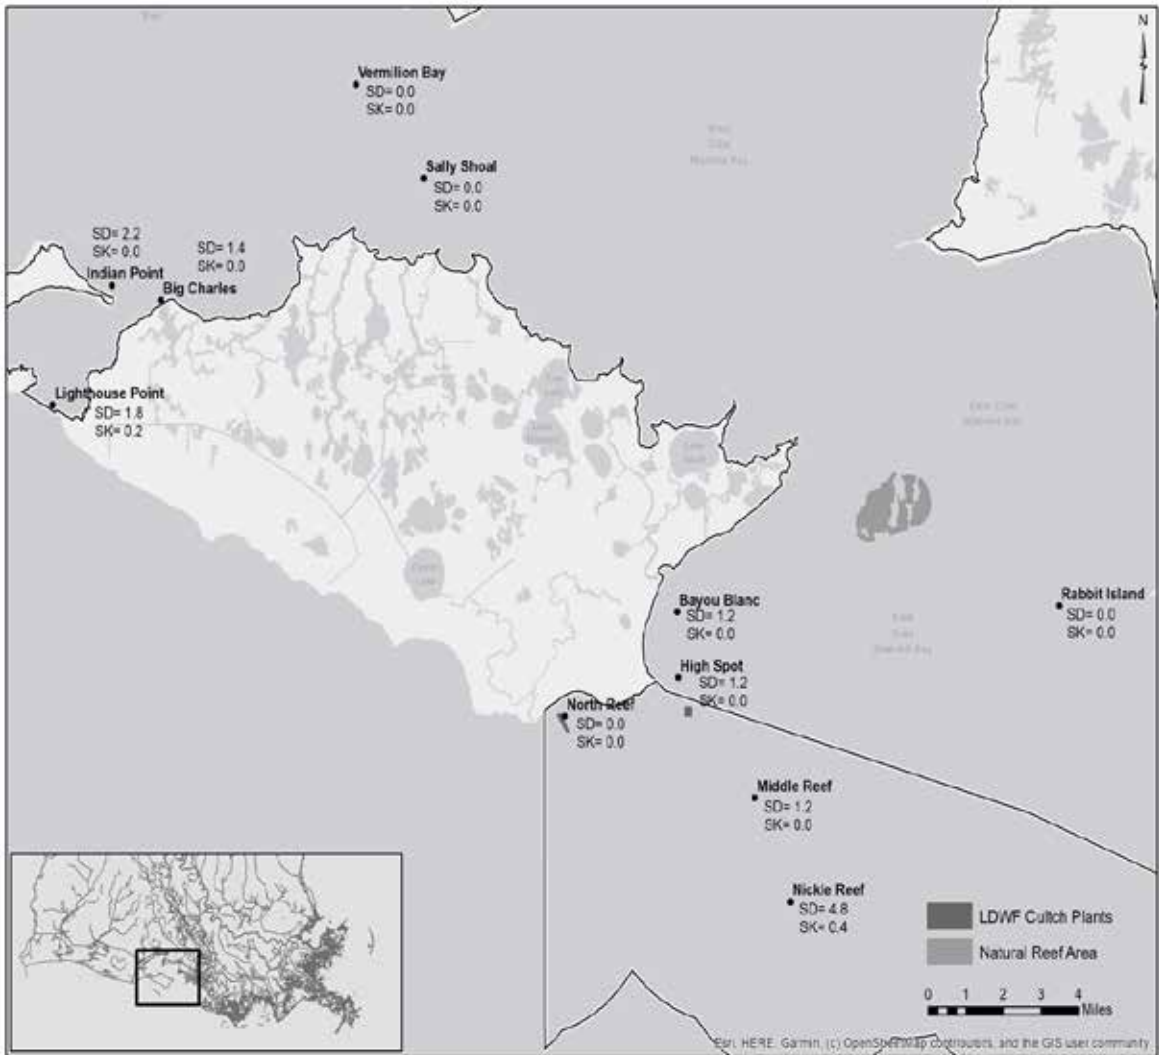 N
Vermilion Bay
SD= 0.0
SK= 0.0
Sally Shoal
SD= 0.0
SK= 0.0
SD= 2.2
SK= 0.0
Indian Point
SD= 1.4
SK= 0.0
Big Charles
Lighthouse Point
SD= 1.8
SK= 0.2
Bayou Blanc
SD= 1.2
SK= 0.0
Rabbit Island
SD= 0.0
SK= 0.0
High Spot
SD= 1.2
SK= 0.0
North Reef
SD= 0.0
SK= 0.0
Middle Reef
SD= 1.2
SK= 0.0
Nickle Reef
SD= 4.8
SK= 0.4
LDWF Cultch Plants
Natural Reef Area
0 1 2 3 4
Miles
Esri, HERE, Garmin, (c) OpenStreetMap contributors, and the GIS user community